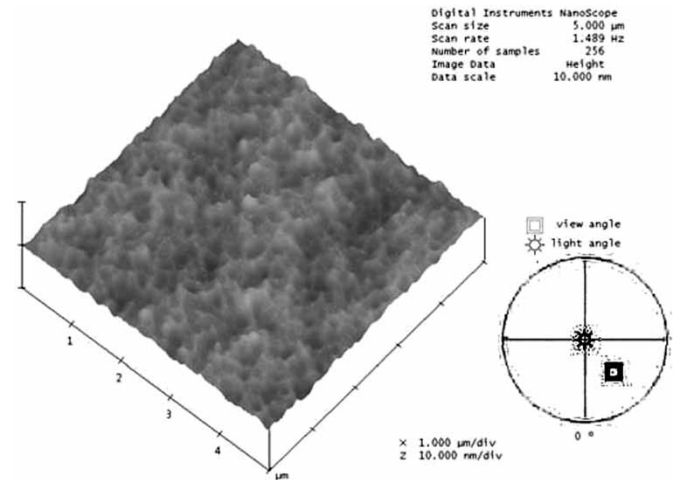 Digital Instruments NanoScope
Scan size 5.000 µm
Scan rate 1.489 Hz
Number of samples 256
Image Data Height
Data scale 10.000 nm
view angle
light angle
1
2
3
4
µm
X 1.000 µm/div
Z 10.000 nm/div
0 °